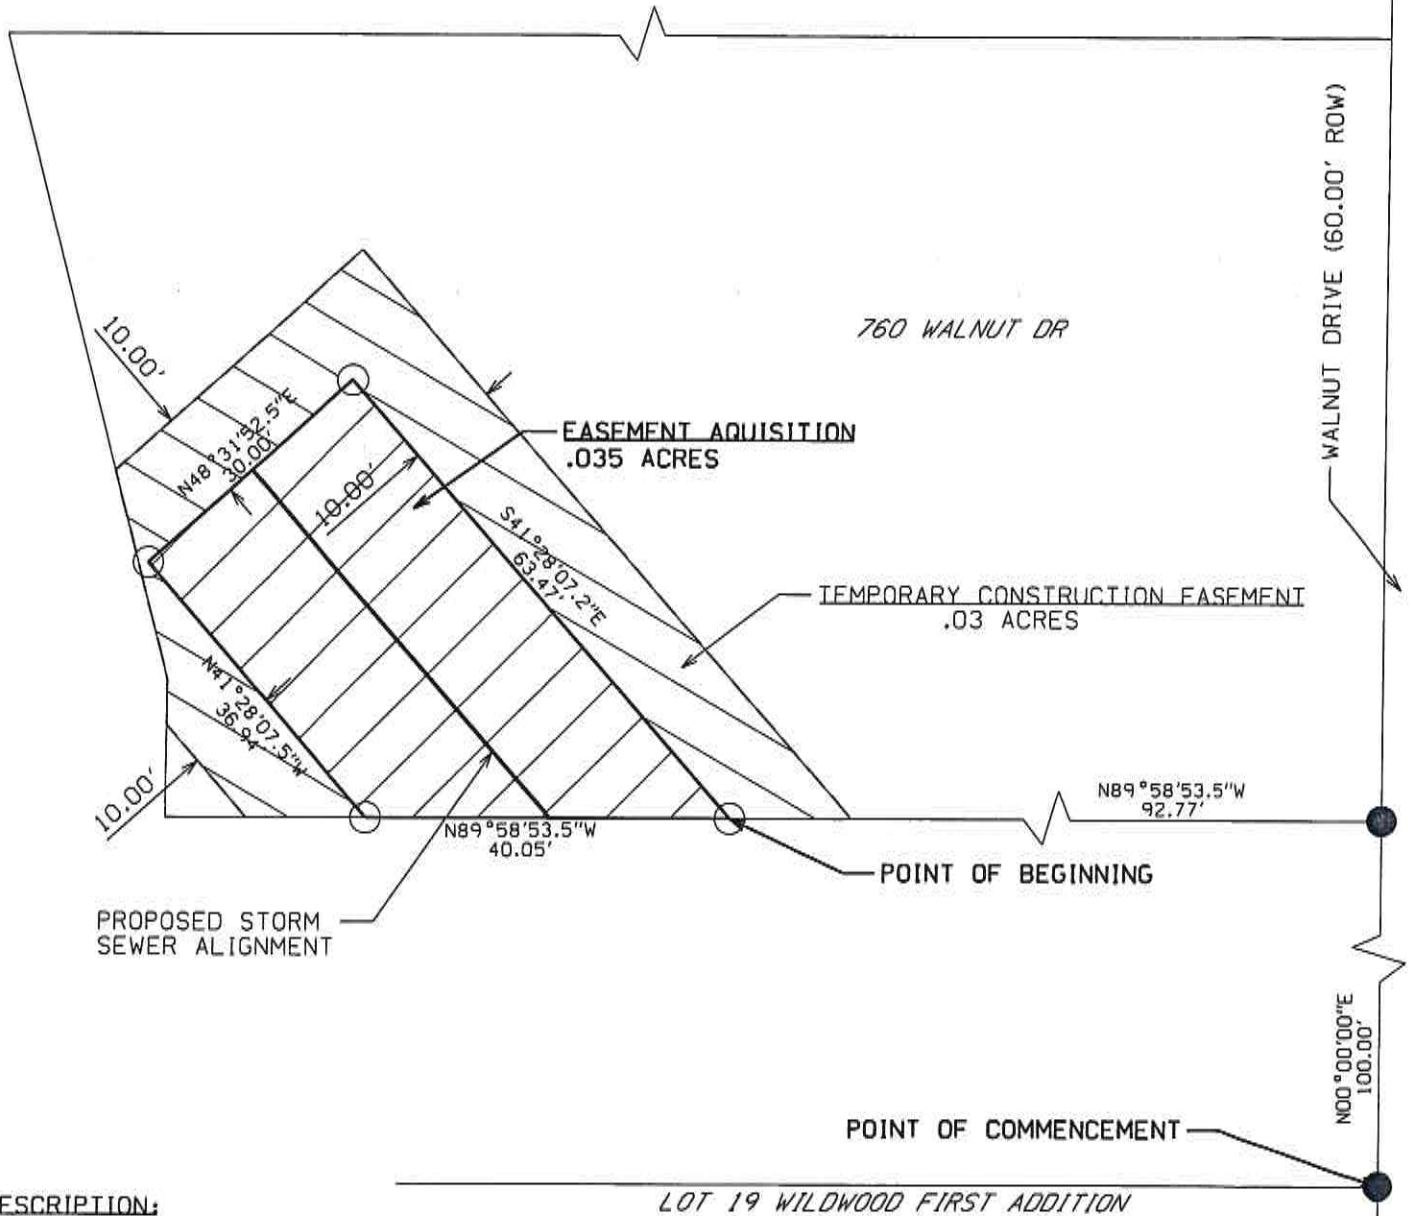 WALNUT DRIVE (60.00' ROW)
760 WALNUT DR
10.00'
N48°31'52.5"E
30.00'
EASEMENT AQUISITION
.035 ACRES
10.00'
S41°28'07.2"E
63.47'
TEMPORARY CONSTRUCTION EASEMENT
.03 ACRES
N41°28'07.5"W
36.94'
10.00'
N89°58'53.5"W
40.05'
N89°58'53.5"W
92.77'
POINT OF BEGINNING
PROPOSED STORM
SEWER ALIGNMENT
N00°00'00"E
100.00'
POINT OF COMMENCEMENT
LOT 19 WILDWOOD FIRST ADDITION
ESCRIPTION: